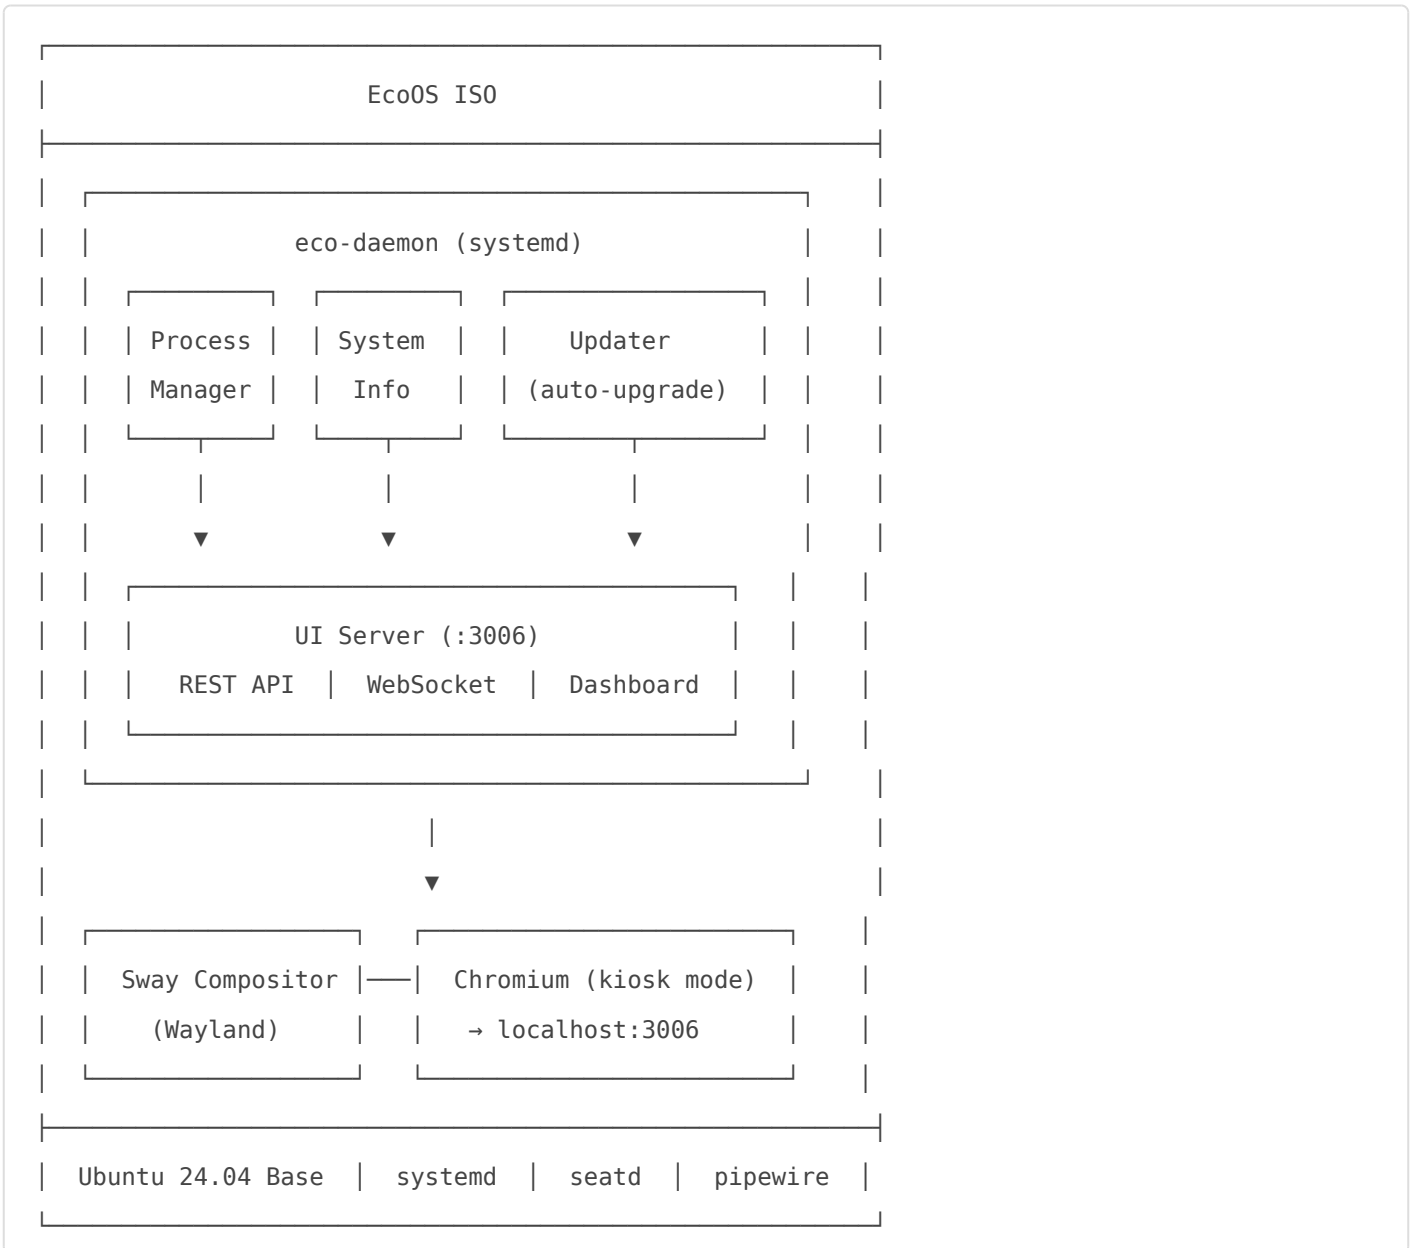 EcoOS ISO
eco-daemon (systemd)
Process System Updater
Manager Info (auto-upgrade)
UI Server (:3006)
REST API │ WebSocket │ Dashboard
Sway Compositor Chromium (kiosk mode)
(Wayland) → localhost:3006
Ubuntu 24.04 Base │ systemd │ seatd │ pipewire